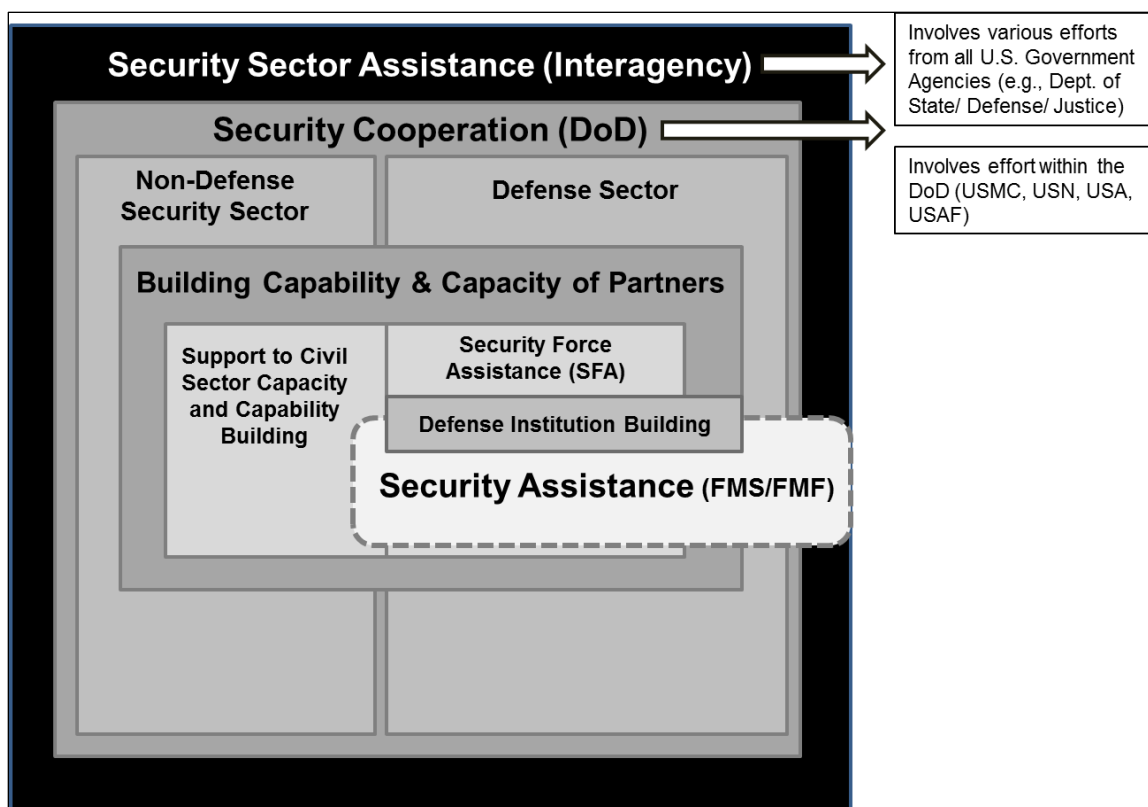 Security Sector Assistance (Interagency)
Involves various efforts
from all U.S. Government
Agencies (e.g., Dept. of
State/ Defense/ Justice)
Security Cooperation (DoD)
Involves effort within the
DoD (USMC, USN, USA,
USAF)
Non-Defense
Security Sector
Defense Sector
Building Capability & Capacity of Partners
Support to Civil
Sector Capacity
and Capability
Building
Security Force
Assistance (SFA)
Defense Institution Building
Security Assistance (FMS/FMF)